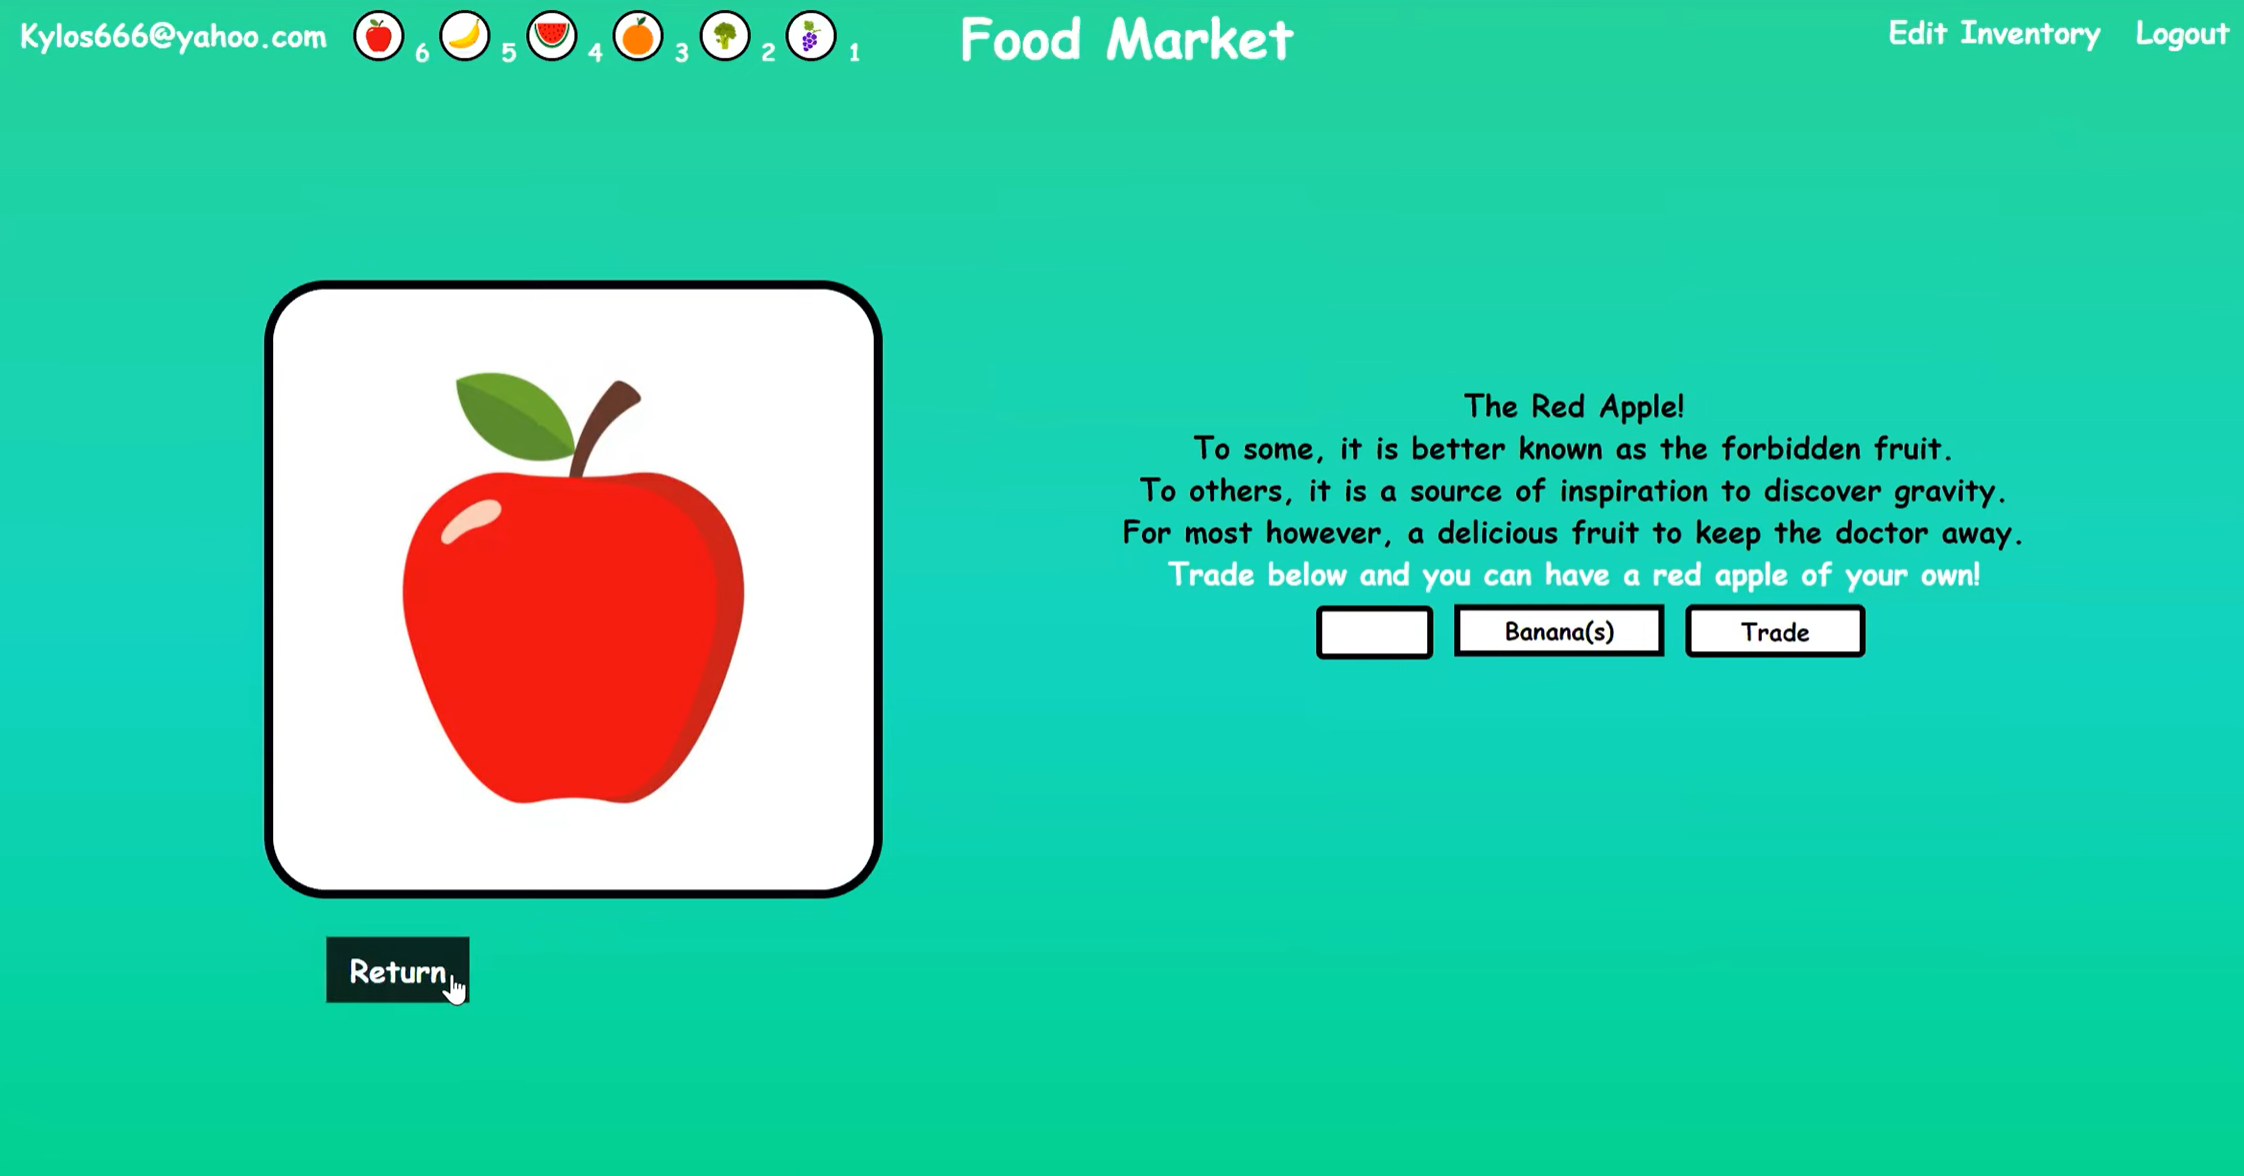 Kylos666@yahoo.com 6 5 4 3 2 1 Food Market Edit Inventory Logout
The Red Apple!
To some, it is better known as the forbidden fruit.
To others, it is a source of inspiration to discover gravity.
For most however, a delicious fruit to keep the doctor away.
Trade below and you can have a red apple of your own!
Banana(s) Trade
Return